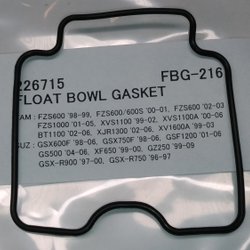 226715 FBG-216
FLOAT BOWL GASKET
YAM : FZS600 '98-99, FZS600/600S '00-01, FZS600 '02-03
FZS1000 '01-05, XVS1100 '99-02, XVS1100A '00-06
BT1100 '02-06, XJR1300 '02-06, XV1600A '99-03
SUZ : GSX600F '98-06, GSX750F '98-06, GSF1200 '01-06
GS500 '04-06, XF650 '99-00, GZ250 '99-09
GSX-R900 '97-00, GSX-R750 '96-97